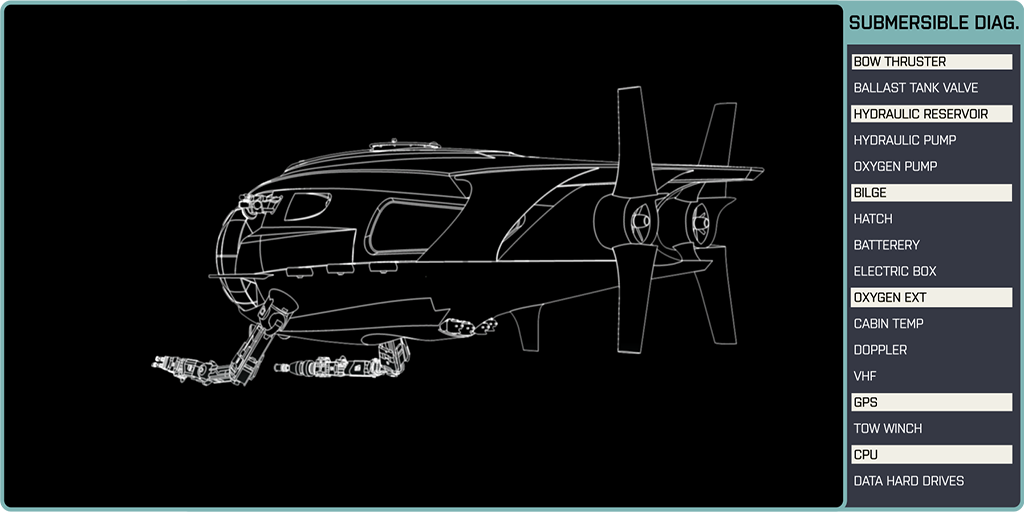 SUBMERSIBLE DIAG.
BOW THRUSTER
BALLAST TANK VALVE
HYDRAULIC RESERVOIR
HYDRAULIC PUMP
OXYGEN PUMP
BILGE
HATCH
BATTERERY
ELECTRIC BOX
OXYGEN EXT
CABIN TEMP
DOPPLER
VHF
GPS
TOW WINCH
CPU
DATA HARD DRIVES